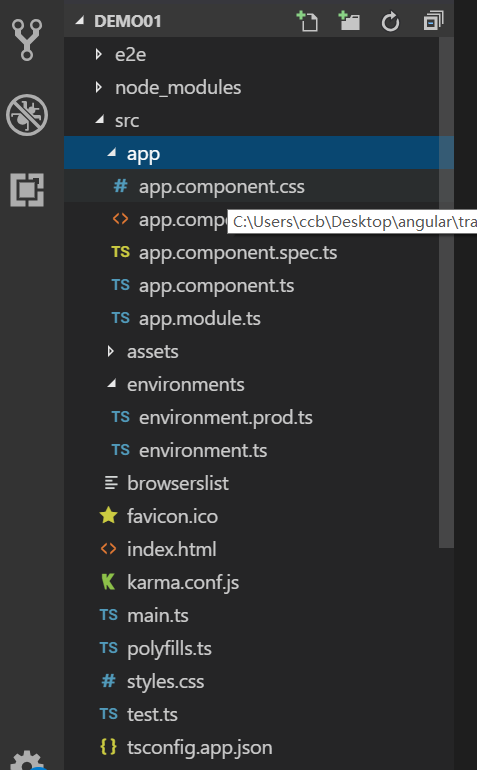 DEMO01
e2e
node_modules
src
app
# app.component.css
<> app.compo
C:\Users\ccb\Desktop\angular\tra
TS app.component.spec.ts
TS app.component.ts
TS app.module.ts
assets
environments
TS environment.prod.ts
TS environment.ts
browserslist
favicon.ico
<> index.html
karma.conf.js
TS main.ts
TS polyfills.ts
# styles.css
TS test.ts
{} tsconfig.app.json